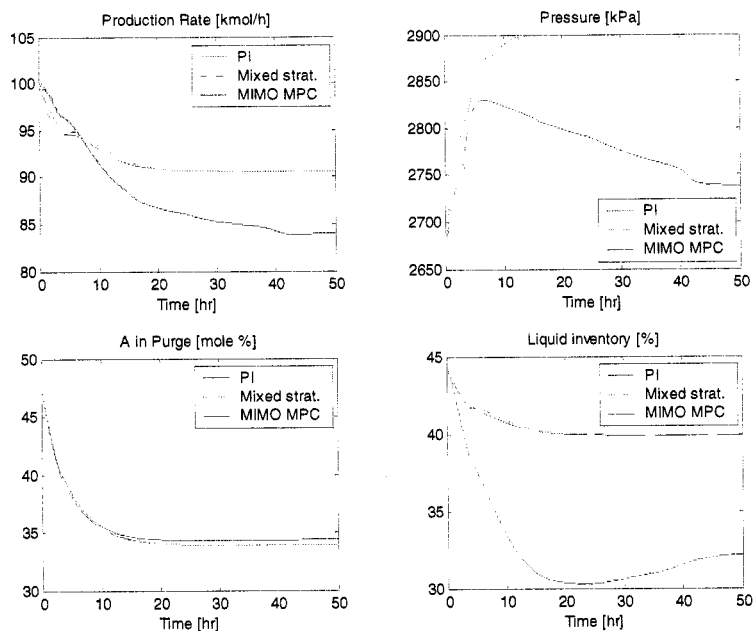 Production Rate [kmol/h]
105
100
95
90
85
80
0 10 20 30 40 50
Time [hr]
PI
Mixed strat.
MIMO MPC
Pressure [kPa]
2900
2850
2800
2750
2700
2650
0 10 20 30 40 50
Time [hr]
PI
Mixed strat.
MIMO MPC
A in Purge [mole %]
50
45
40
35
30
0 10 20 30 40 50
Time [hr]
PI
Mixed strat.
MIMO MPC
Liquid inventory [%]
45
40
35
30
0 10 20 30 40 50
Time [hr]
PI
Mixed strat.
MIMO MPC